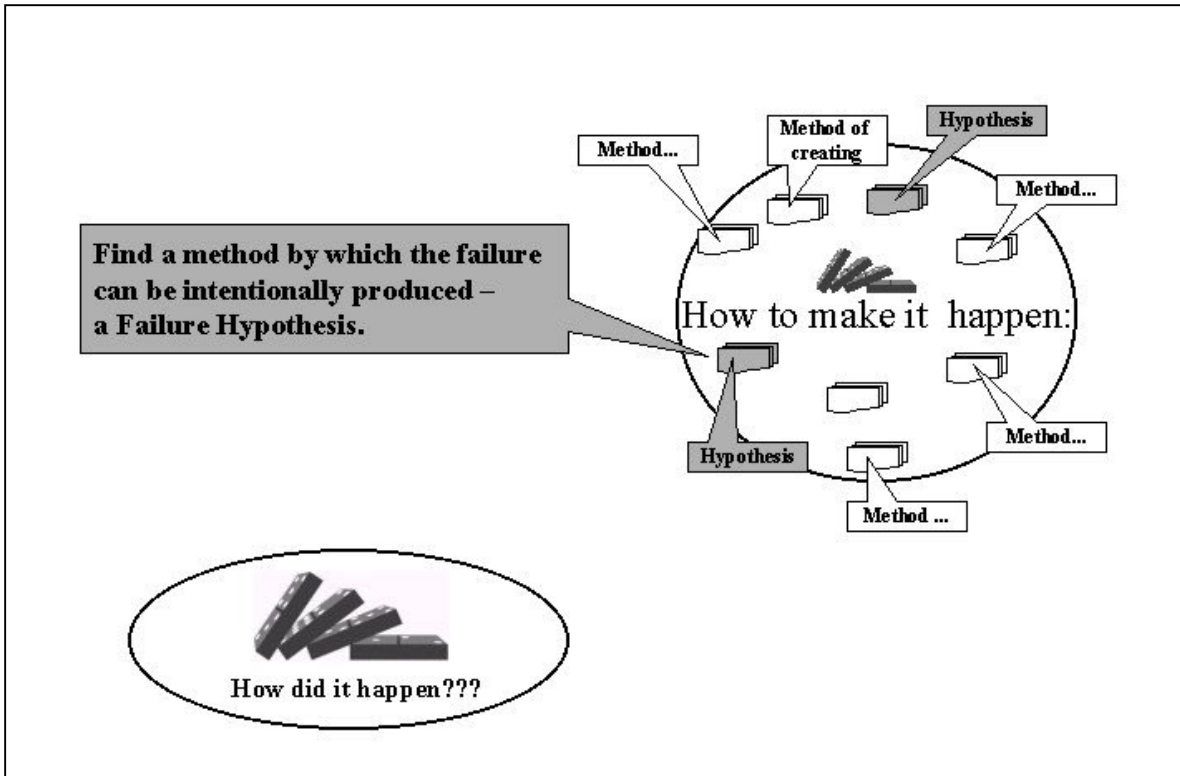 Hypothesis
Method of
creating
Method...
Method...
Find a method by which the failure
can be intentionally produced –
a Failure Hypothesis.
How to make it happen:
Method...
Hypothesis
Method ...
How did it happen???